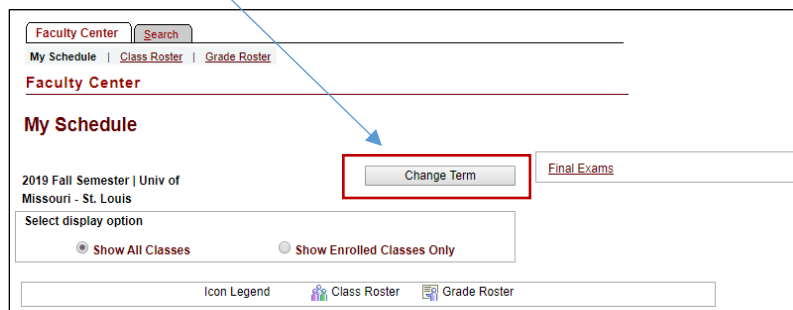 Faculty Center Search
My Schedule | Class Roster | Grade Roster
Faculty Center
My Schedule
Change Term
Final Exams
2019 Fall Semester | Univ of
Missouri - St. Louis
Select display option
Show All Classes Show Enrolled Classes Only
Icon Legend Class Roster Grade Roster